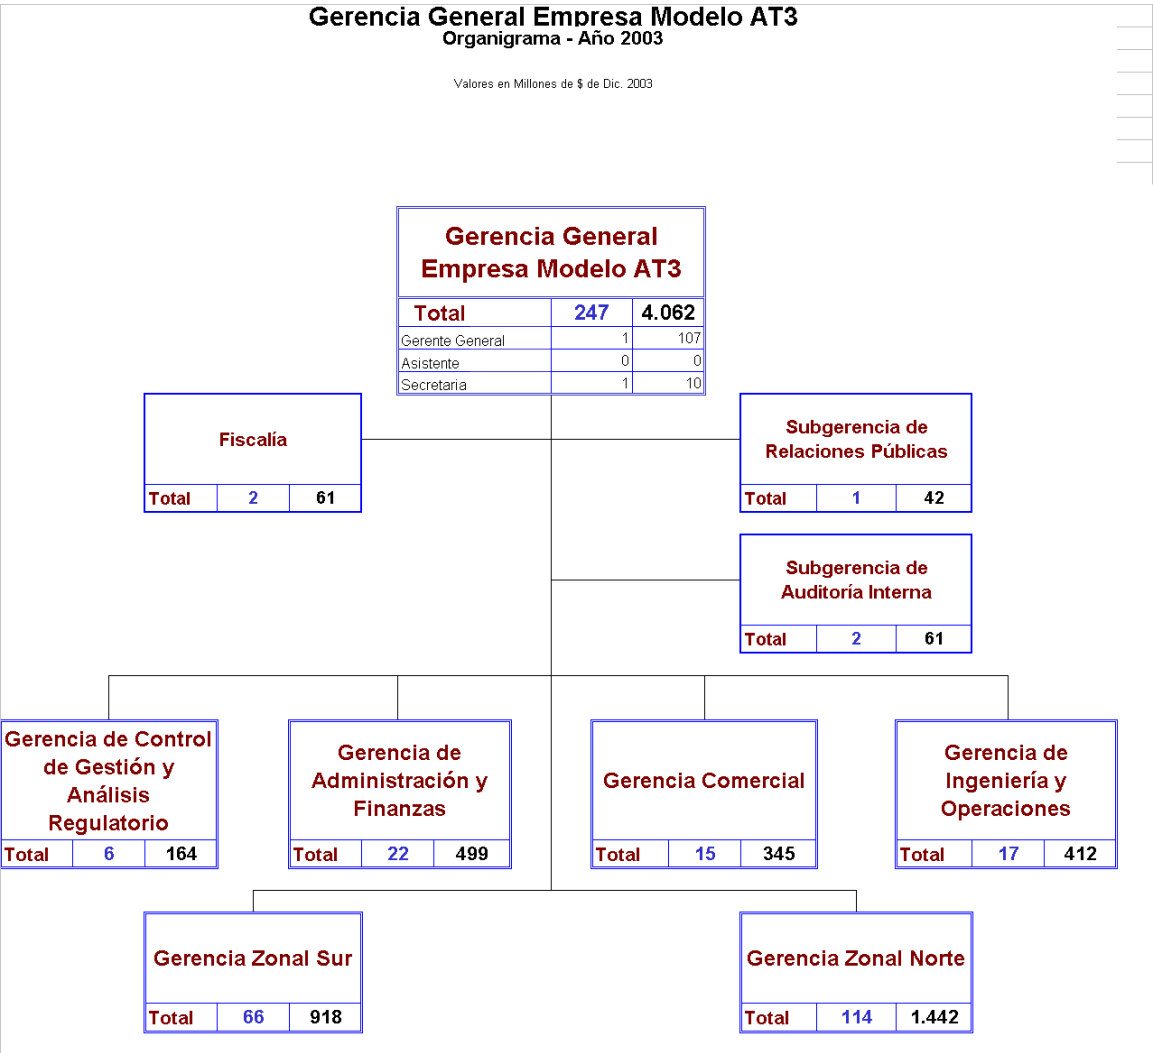 Gerencia General Empresa Modelo AT3
Organigrama - Año 2003
Valores en Millones de $ de Dic. 2003
Gerencia General
Empresa Modelo AT3
Total 247 4.062
Gerente General 1 107
Asistente 0 0
Secretaria 1 10
Fiscalía
Total 2 61
Subgerencia de
Relaciones Públicas
Total 1 42
Subgerencia de
Auditoría Interna
Total 2 61
Gerencia de Control
de Gestión y
Análisis
Regulatorio
Total 6 164
Gerencia de
Administración y
Finanzas
Total 22 499
Gerencia Comercial
Total 15 345
Gerencia de
Ingeniería y
Operaciones
Total 17 412
Gerencia Zonal Sur
Total 66 918
Gerencia Zonal Norte
Total 114 1.442